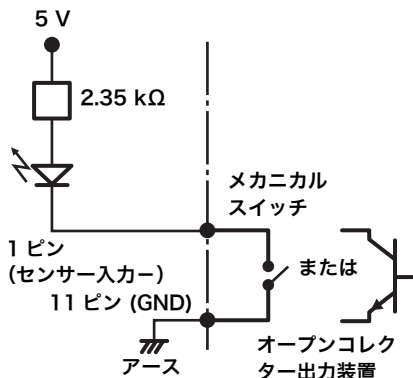 5 V
2.35 kΩ
メカニカル
スイッチ
1 ピン
(センサー入力−)
または
11 ピン (GND)
アース
オープンコレク
ター出力装置